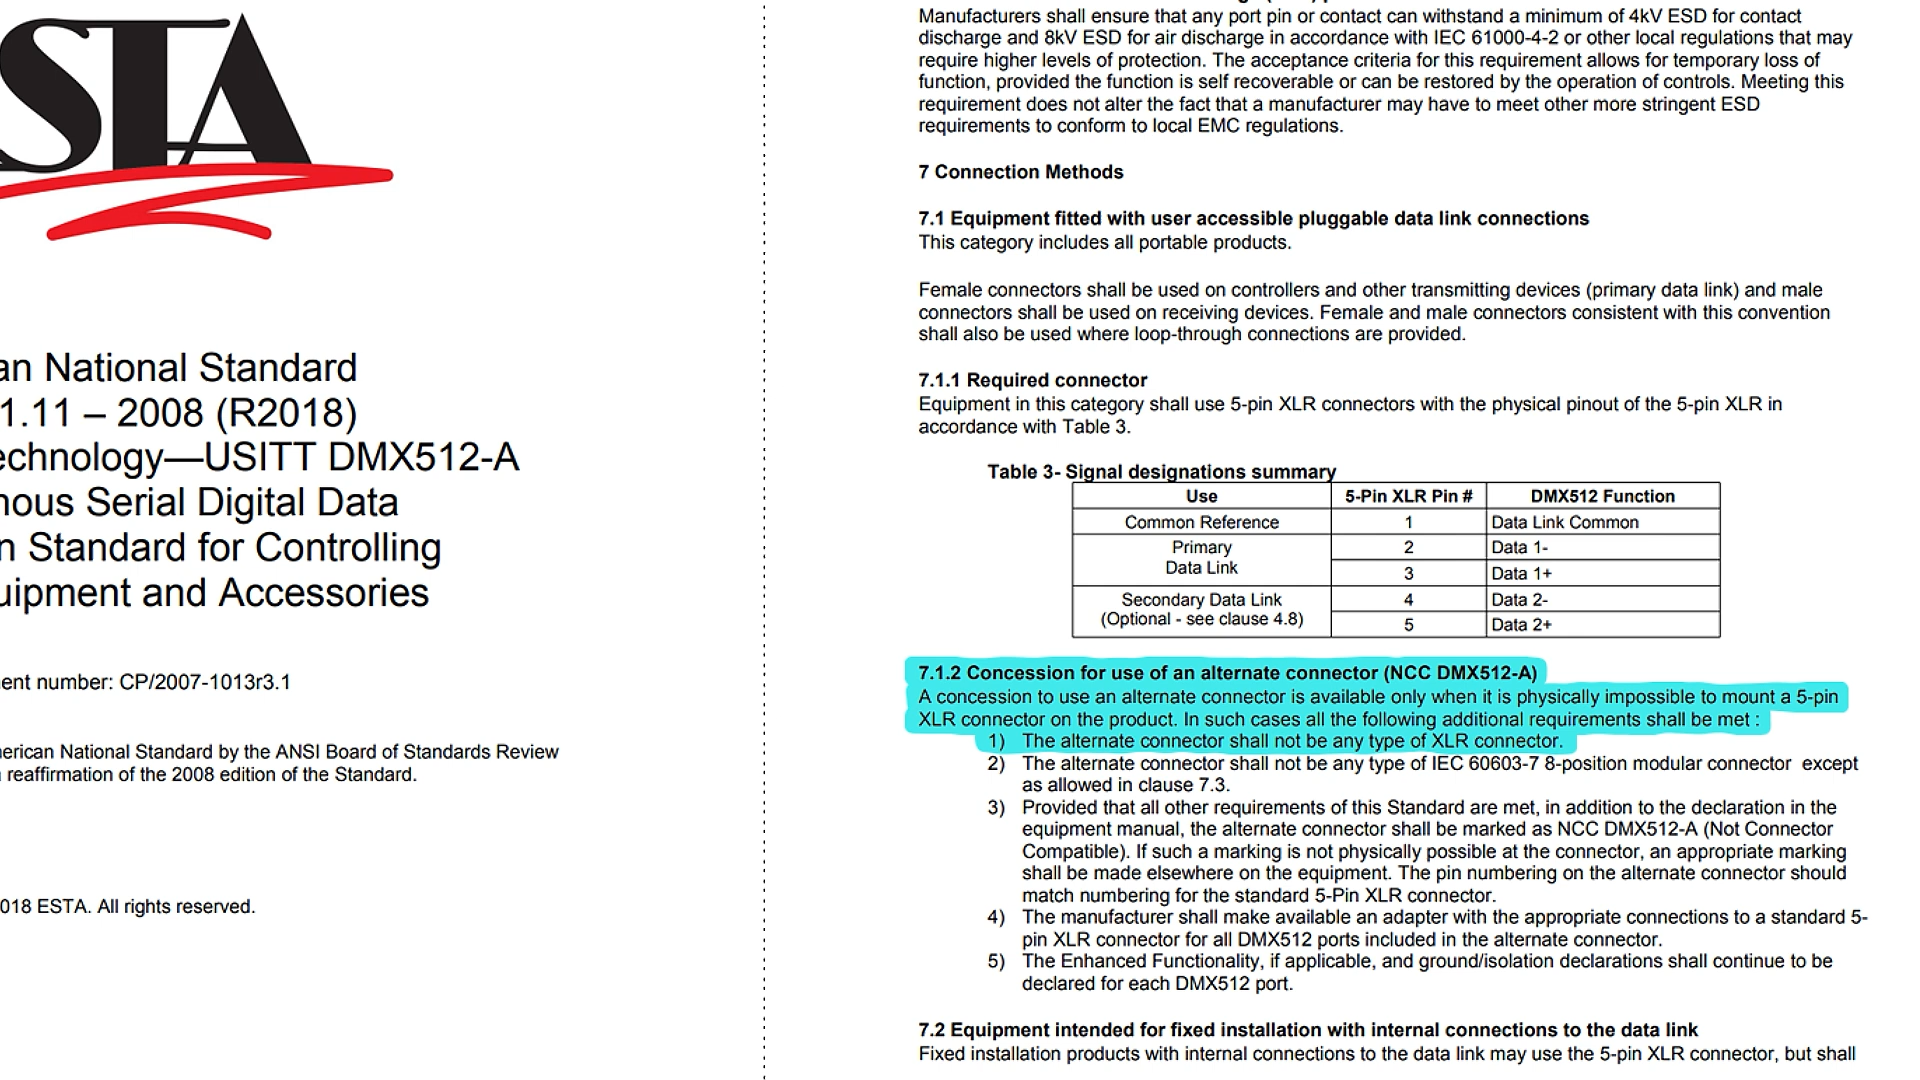 STA
an National Standard
1.11 – 2008 (R2018)
echnology—USITT DMX512-A
nous Serial Digital Data
n Standard for Controlling
uipment and Accessories
ent number: CP/2007-1013r3.1
merican National Standard by the ANSI Board of Standards Review
reaffirmation of the 2008 edition of the Standard.
018 ESTA. All rights reserved.
Manufacturers shall ensure that any port pin or contact can withstand a minimum of 4kV ESD for contact
discharge and 8kV ESD for air discharge in accordance with IEC 61000-4-2 or other local regulations that may
require higher levels of protection. The acceptance criteria for this requirement allows for temporary loss of
function, provided the function is self recoverable or can be restored by the operation of controls. Meeting this
requirement does not alter the fact that a manufacturer may have to meet other more stringent ESD
requirements to conform to local EMC regulations.
7 Connection Methods
7.1 Equipment fitted with user accessible pluggable data link connections
This category includes all portable products.
Female connectors shall be used on controllers and other transmitting devices (primary data link) and male
connectors shall be used on receiving devices. Female and male connectors consistent with this convention
shall also be used where loop-through connections are provided.
7.1.1 Required connector
Equipment in this category shall use 5-pin XLR connectors with the physical pinout of the 5-pin XLR in
accordance with Table 3.
Table 3- Signal designations summary
Use 5-Pin XLR Pin # DMX512 Function
Common Reference 1 Data Link Common
Primary
Data Link
2 Data 1-
3 Data 1+
Secondary Data Link
(Optional - see clause 4.8)
4 Data 2-
5 Data 2+
7.1.2 Concession for use of an alternate connector (NCC DMX512-A)
A concession to use an alternate connector is available only when it is physically impossible to mount a 5-pin
XLR connector on the product. In such cases all the following additional requirements shall be met :
1) The alternate connector shall not be any type of XLR connector.
2) The alternate connector shall not be any type of IEC 60603-7 8-position modular connector except
as allowed in clause 7.3.
3) Provided that all other requirements of this Standard are met, in addition to the declaration in the
equipment manual, the alternate connector shall be marked as NCC DMX512-A (Not Connector
Compatible). If such a marking is not physically possible at the connector, an appropriate marking
shall be made elsewhere on the equipment. The pin numbering on the alternate connector should
match numbering for the standard 5-Pin XLR connector.
4) The manufacturer shall make available an adapter with the appropriate connections to a standard 5-
pin XLR connector for all DMX512 ports included in the alternate connector.
5) The Enhanced Functionality, if applicable, and ground/isolation declarations shall continue to be
declared for each DMX512 port.
7.2 Equipment intended for fixed installation with internal connections to the data link
Fixed installation products with internal connections to the data link may use the 5-pin XLR connector, but shall